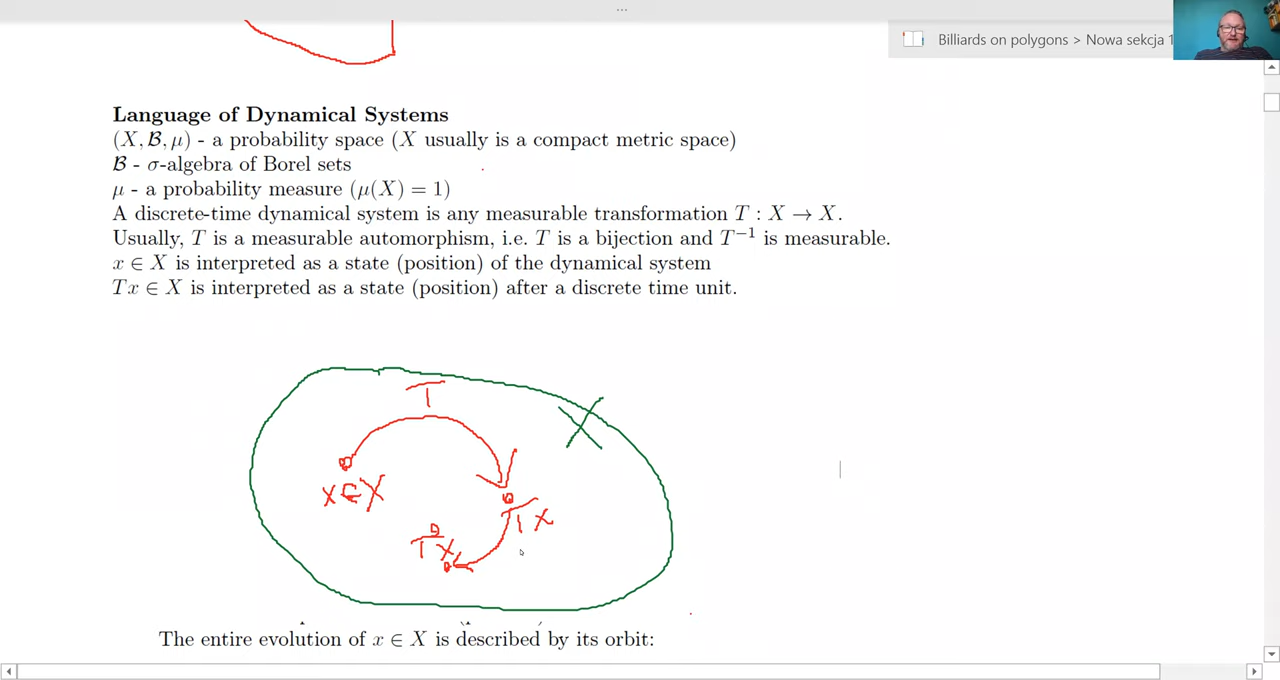 ...
Billiards on polygons > Nowa sekcja 1
Language of Dynamical Systems
(X, ℬ, μ) - a probability space (X usually is a compact metric space)
ℬ - σ-algebra of Borel sets
μ - a probability measure (μ(X) = 1)
A discrete-time dynamical system is any measurable transformation T : X → X.
Usually, T is a measurable automorphism, i.e. T is a bijection and T⁻¹ is measurable.
x ∈ X is interpreted as a state (position) of the dynamical system
Tx ∈ X is interpreted as a state (position) after a discrete time unit.
T
X
x∈X
Tx
T²x
The entire evolution of x ∈ X is described by its orbit: